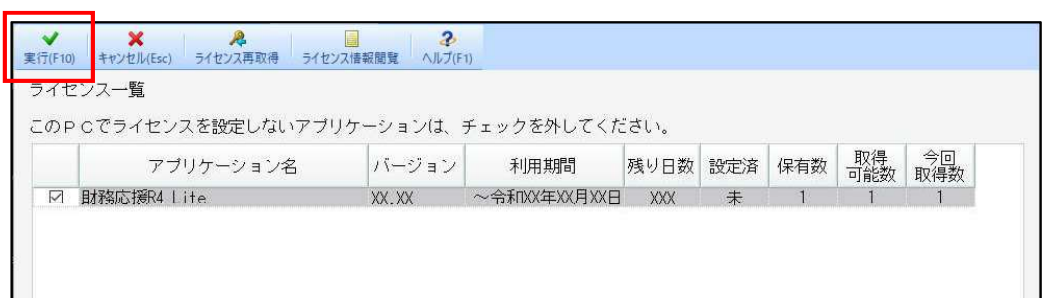 実行(F10) キャンセル(Esc) ライセンス再取得 ライセンス情報閲覧 ヘルプ(F1)
ライセンス一覧
このＰＣでライセンスを設定しないアプリケーションは、チェックを外してください。
アプリケーション名 バージョン 利用期間 残り日数 設定済 保有数 取得可能数 今回取得数
財務応援R4 Lite XX.XX ～令和XX年XX月XX日 XXX 未 1 1 1